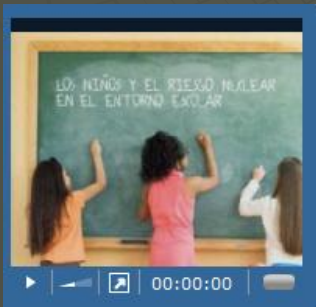 LOS NIÑOS Y EL RIESGO NUCLEAR
EN EL ENTORNO ESCOLAR
00:00:00